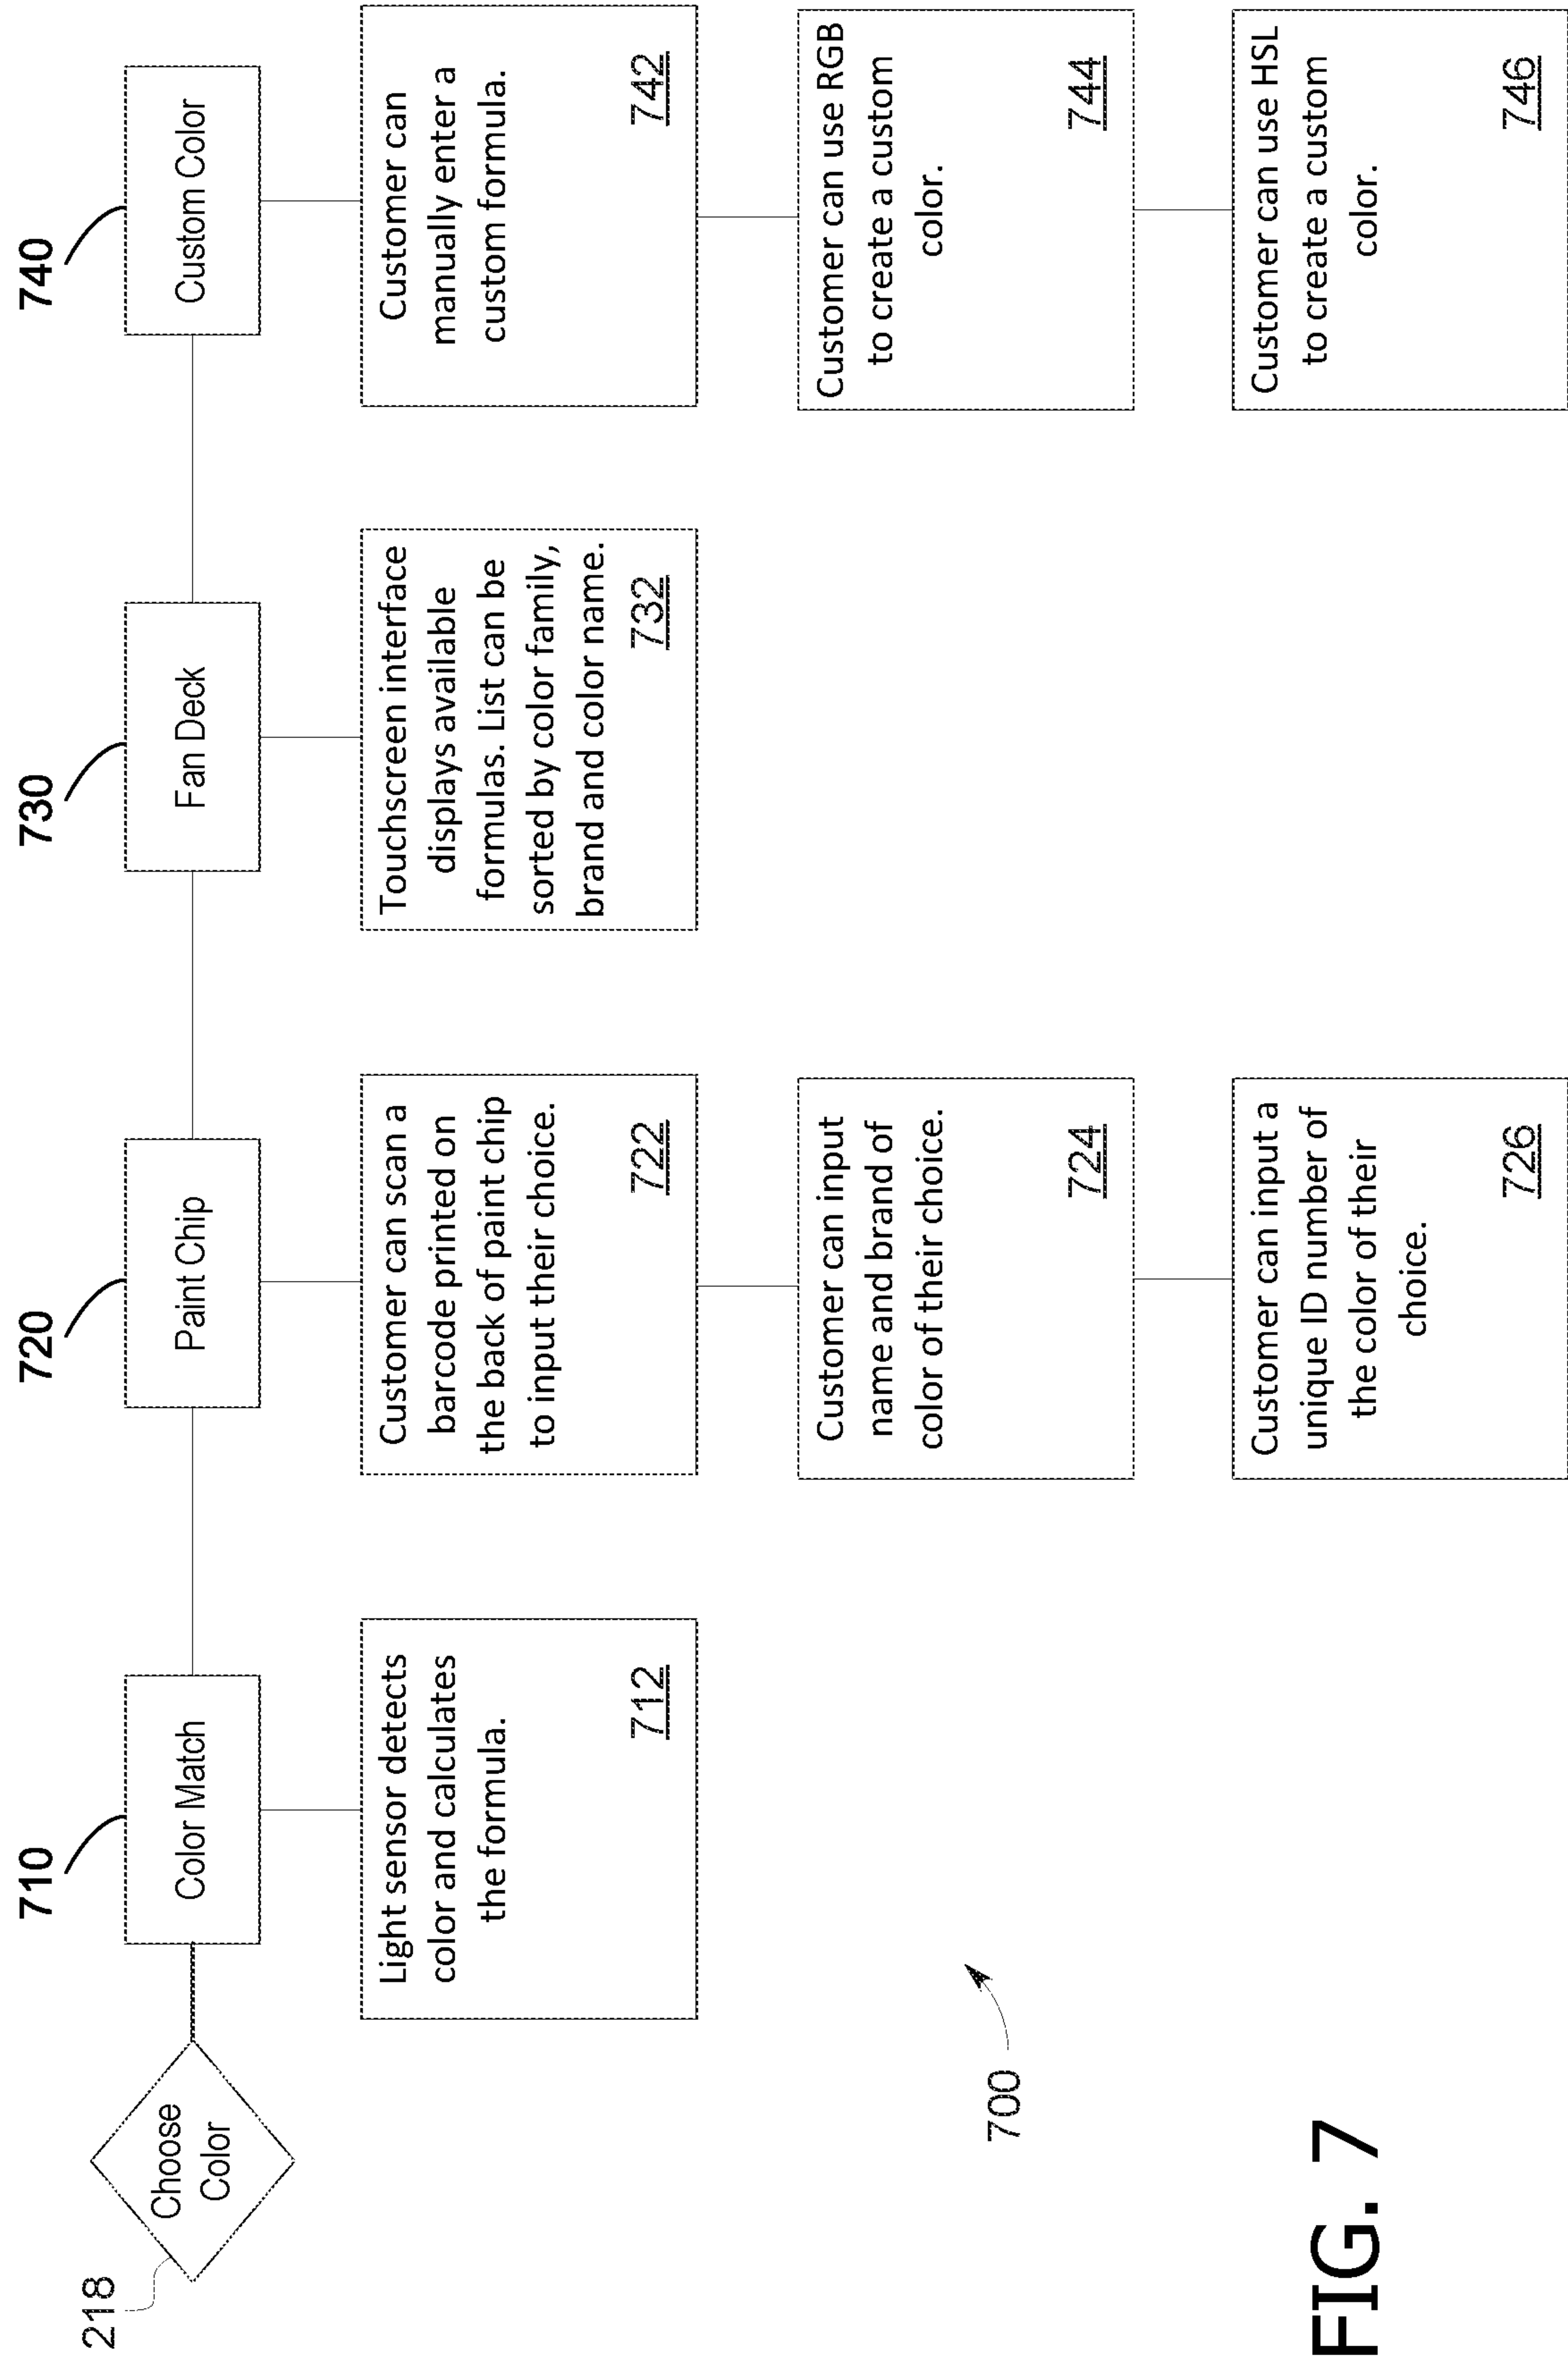 218
Choose
Color
710
Color Match
Light sensor detects
color and calculates
the formula.
712
720
Paint Chip
Customer can scan a
barcode printed on
the back of paint chip
to input their choice.
722
Customer can input
name and brand of
color of their choice.
724
Customer can input a
unique ID number of
the color of their
choice.
726
730
Fan Deck
Touchscreen interface
displays available
formulas. List can be
sorted by color family,
brand and color name.
732
740
Custom Color
Customer can
manually enter a
custom formula.
742
Customer can use RGB
to create a custom
color.
744
Customer can use HSL
to create a custom
color.
746
700
FIG. 7